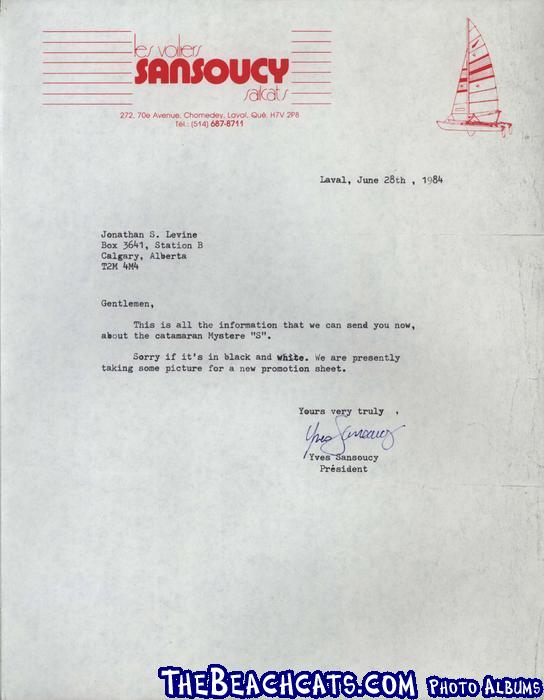 les voiliers
SANSOUCY
sailcats
272, 70e Avenue, Chomedey, Laval, Qué. H7V 2P8
Tél.: (514) 687-8711
Laval, June 28th , 1984
Jonathan S. Levine
Box 3641, Station B
Calgary, Alberta
T2M 4M4
Gentlemen,
This is all the information that we can send you now,
about the catamaran Mystere "S".
Sorry if it's in black and white. We are presently
taking some picture for a new promotion sheet.
Yours very truly ,
Yves Sansoucy
Yves Sansoucy
Président
THEBEACHCATS.COM PHOTO ALBUMS